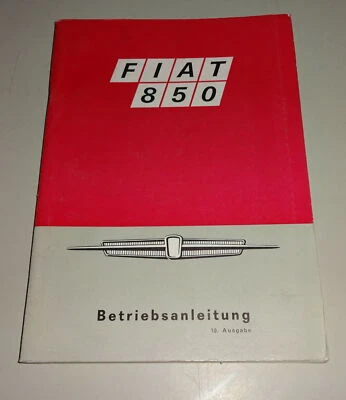 FIAT
850
Betriebsanleitung
10. Ausgabe